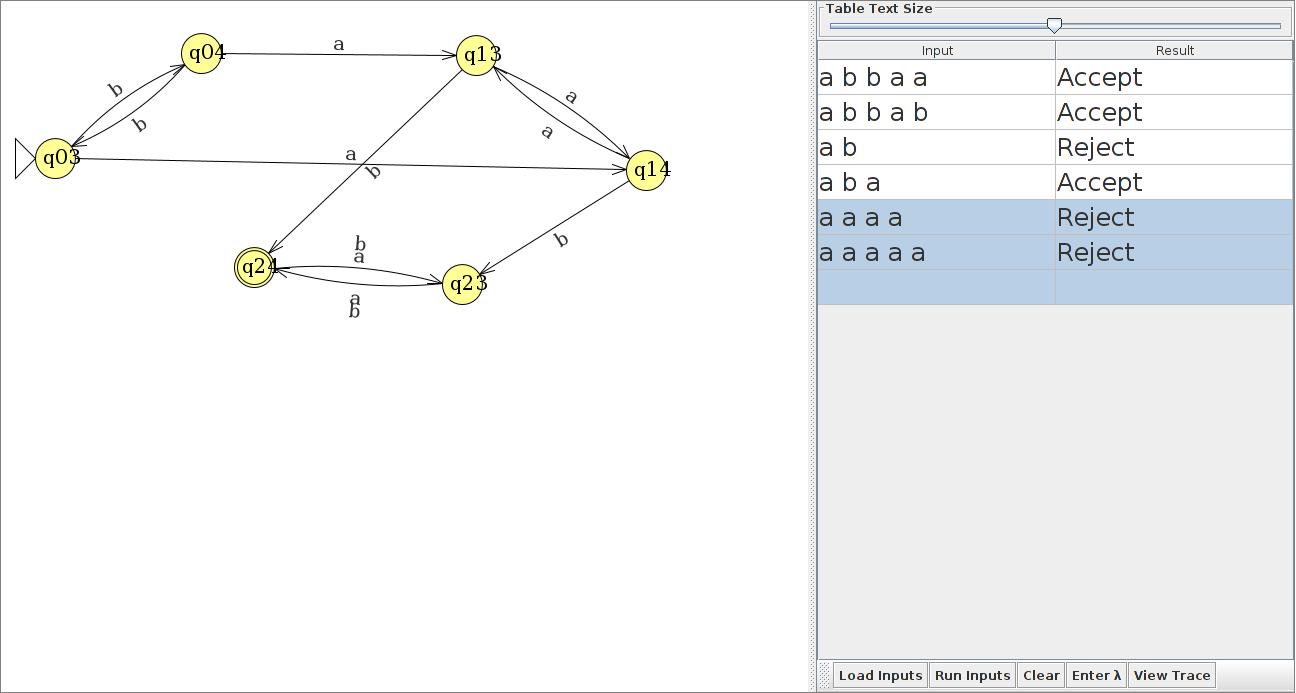 q04
a
q13
b
b
a
a
q03
a
b
q14
b
q24
b
a
q23
a
b
Table Text Size
Input Result
a b b a a Accept
a b b a b Accept
a b Reject
a b a Accept
a a a a Reject
a a a a a Reject
Load Inputs Run Inputs Clear Enter λ View Trace